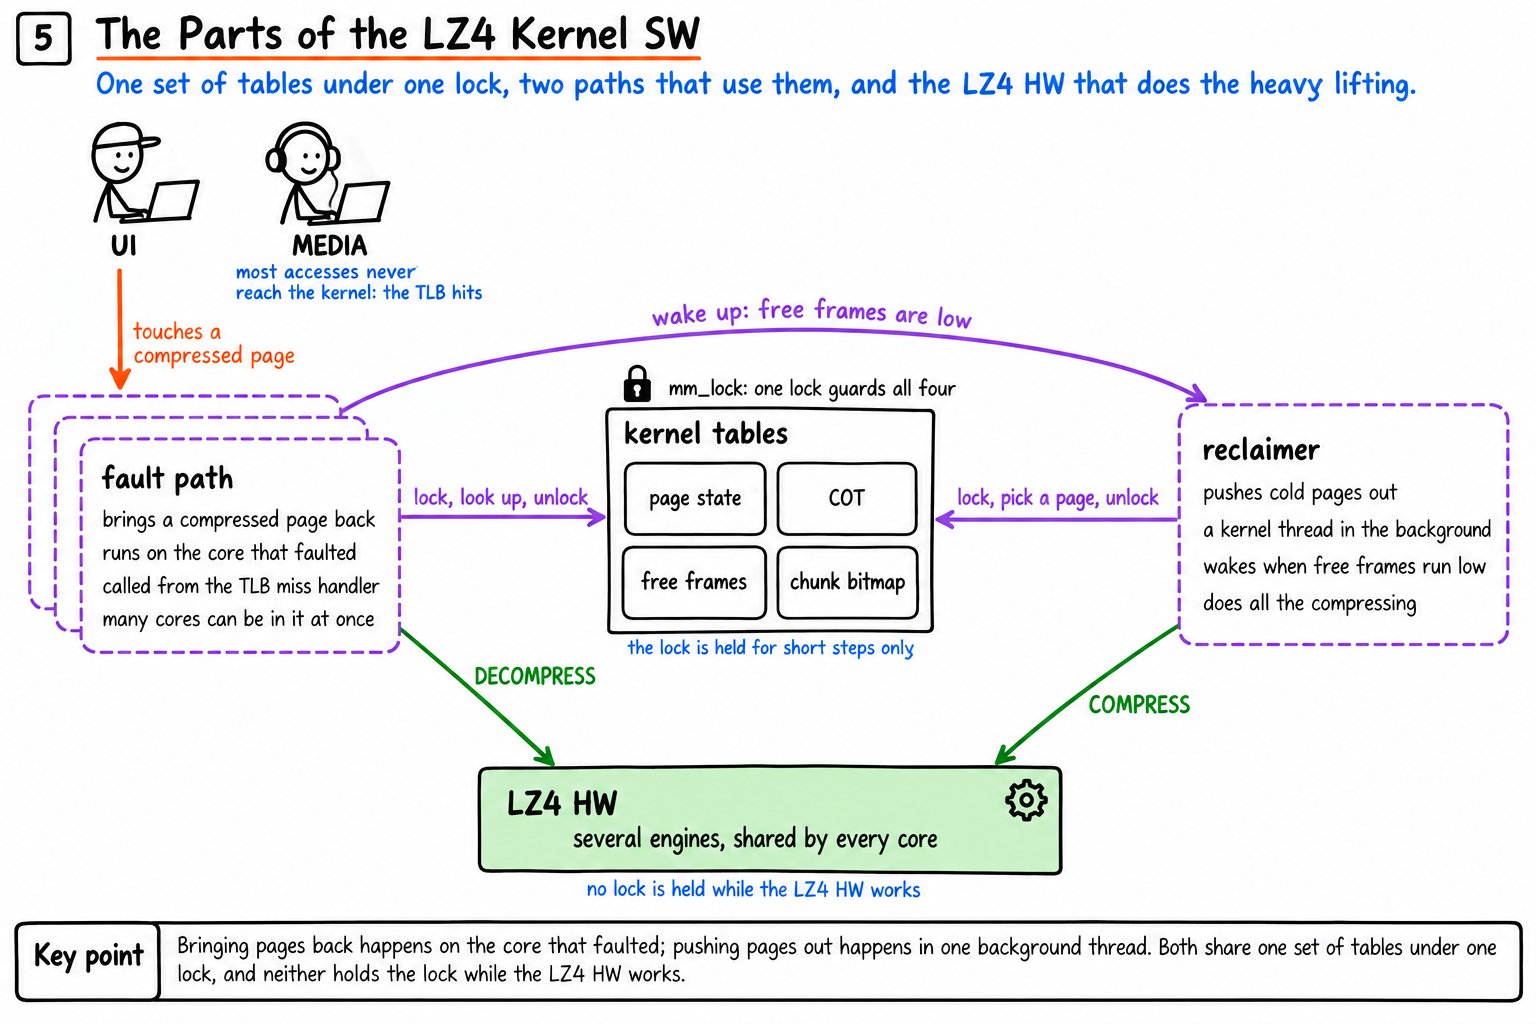 5
The Parts of the LZ4 Kernel SW
One set of tables under one lock, two paths that use them, and the LZ4 HW that does the heavy lifting.
UI
MEDIA
most accesses never
reach the kernel: the TLB hits
touches a
compressed page
wake up: free frames are low
mm_lock: one lock guards all four
kernel tables
page state
COT
free frames
chunk bitmap
the lock is held for short steps only
fault path
brings a compressed page back
runs on the core that faulted
called from the TLB miss handler
many cores can be in it at once
lock, look up, unlock
lock, pick a page, unlock
reclaimer
pushes cold pages out
a kernel thread in the background
wakes when free frames run low
does all the compressing
DECOMPRESS
COMPRESS
LZ4 HW
several engines, shared by every core
no lock is held while the LZ4 HW works
Key point
Bringing pages back happens on the core that faulted; pushing pages out happens in one background thread. Both share one set of tables under one
lock, and neither holds the lock while the LZ4 HW works.